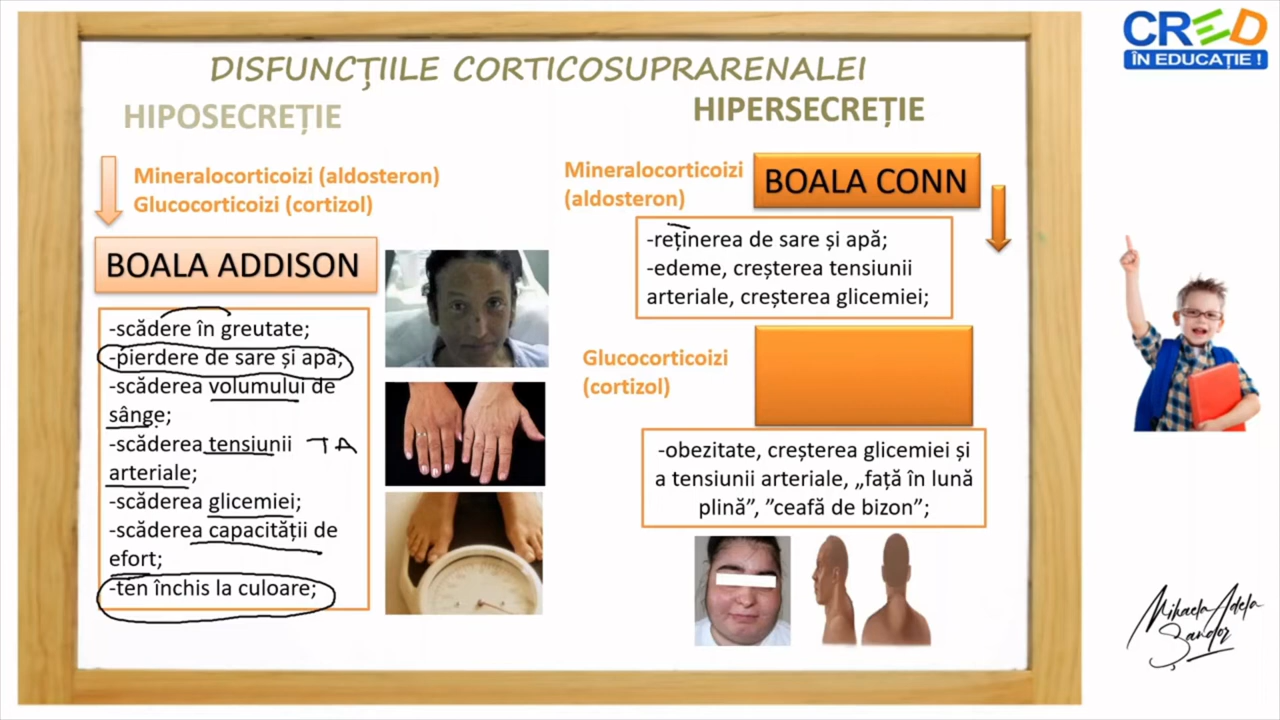 DISFUNCȚIILE CORTICOSUPRARENALEI
HIPOSECREȚIE
Mineralocorticoizi (aldosteron)
Glucocorticoizi (cortizol)
BOALA ADDISON
-scădere în greutate;
-pierdere de sare și apă;
-scăderea volumului de
sânge;
-scăderea tensiunii TA
arteriale;
-scăderea glicemiei;
-scăderea capacității de
efort;
-ten închis la culoare;
HIPERSECREȚIE
Mineralocorticoizi
(aldosteron)
BOALA CONN
-reținerea de sare și apă;
-edeme, creșterea tensiunii
arteriale, creșterea glicemiei;
Glucocorticoizi
(cortizol)
-obezitate, creșterea glicemiei și
a tensiunii arteriale, „față în lună
plină”, ”ceafă de bizon”;
CRED
ÎN EDUCAȚIE !
Mihaela Adela
Șandor